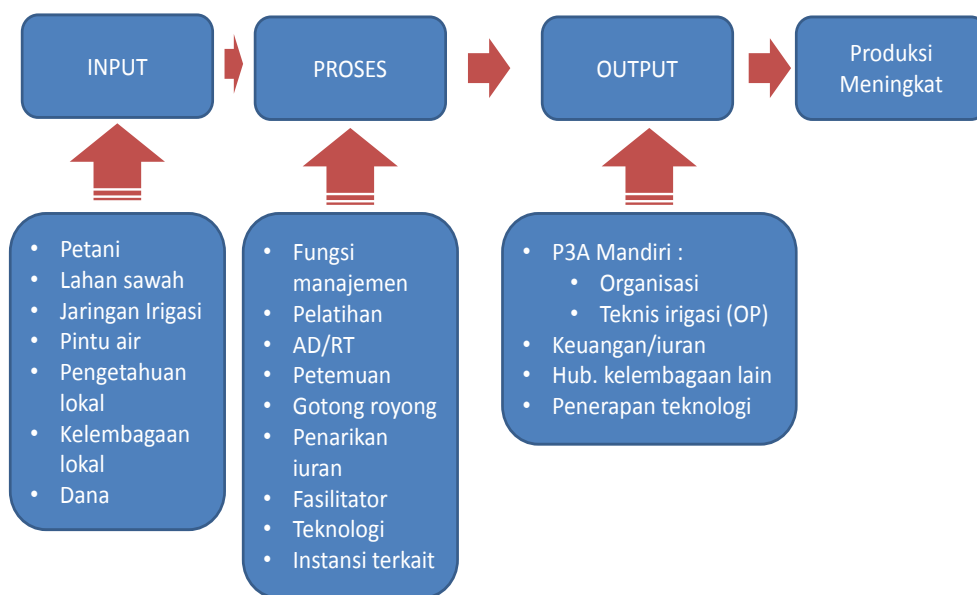 INPUT
PROSES
OUTPUT
Produksi
Meningkat
• Petani
• Lahan sawah
• Jaringan Irigasi
• Pintu air
• Pengetahuan
lokal
• Kelembagaan
lokal
• Dana
• Fungsi
manajemen
• Pelatihan
• AD/RT
• Petemuan
• Gotong royong
• Penarikan
iuran
• Fasilitator
• Teknologi
• Instansi terkait
• P3A Mandiri :
• Organisasi
• Teknis irigasi (OP)
• Keuangan/iuran
• Hub. kelembagaan lain
• Penerapan teknologi